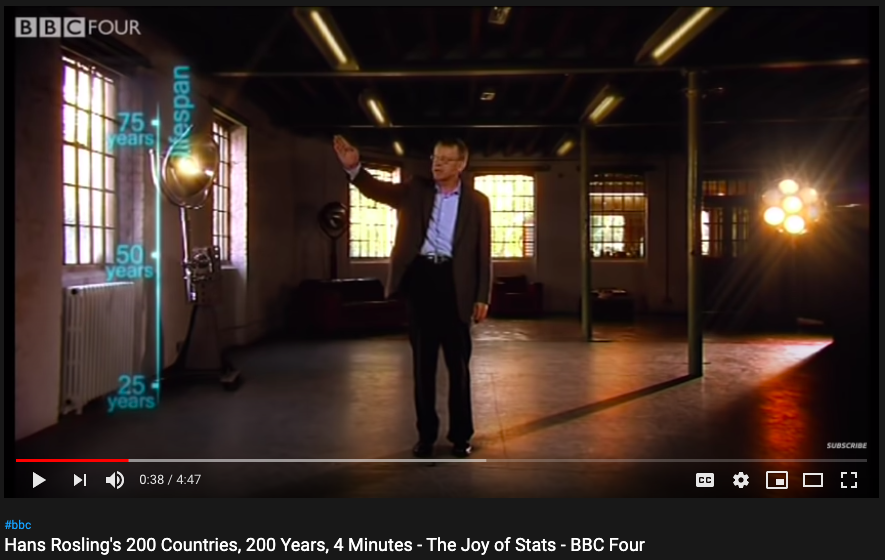 BBC FOUR
lifespan
75
years
50
years
25
years
SUBSCRIBE
0:38 / 4:47
CC
#bbc
Hans Rosling's 200 Countries, 200 Years, 4 Minutes - The Joy of Stats - BBC Four